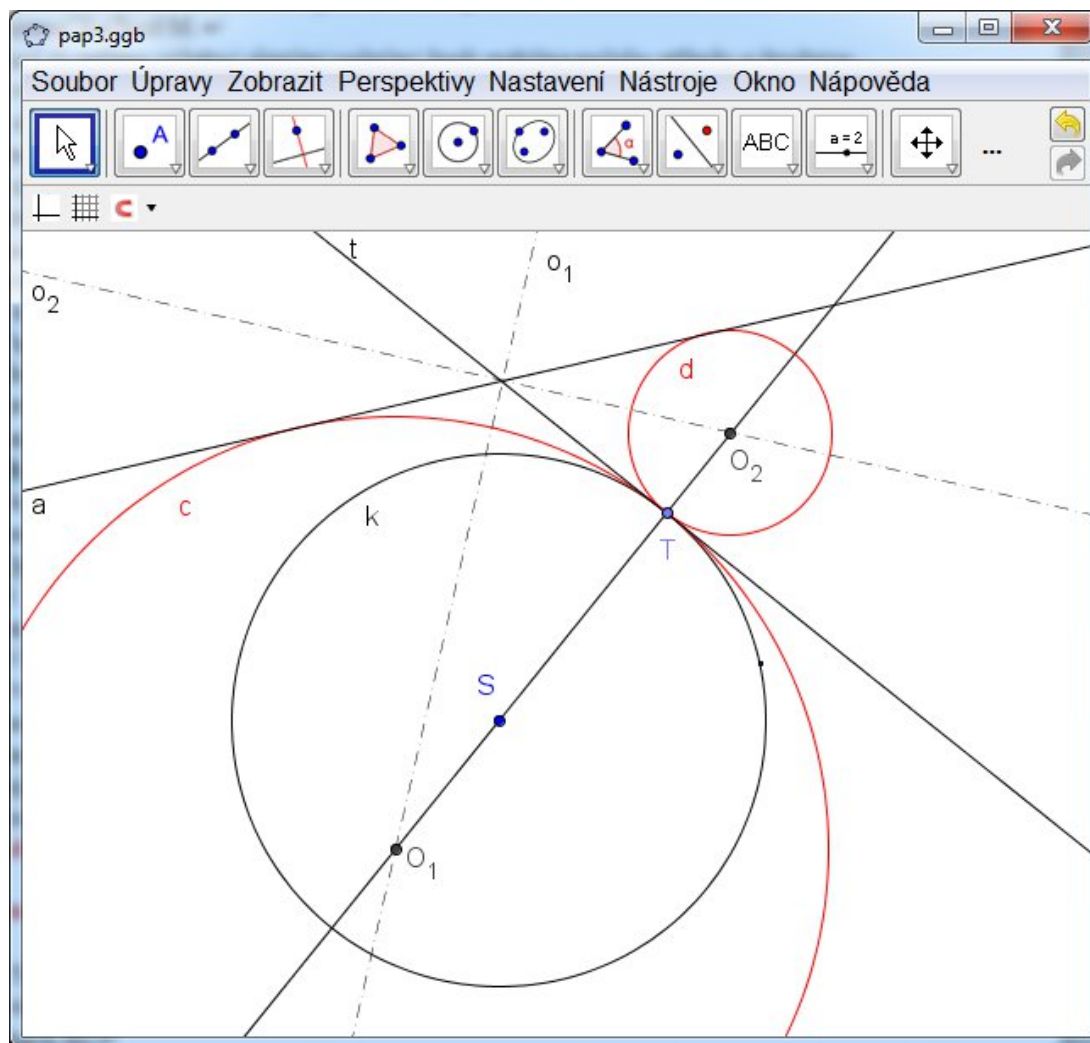 pap3.ggb
Soubor Úpravy Zobrazit Perspektivy Nastavení Nástroje Okno Nápověda
A α ABC a=2 ...
t
o₁
o₂
d
O₂
a
c
k
T
S
O₁